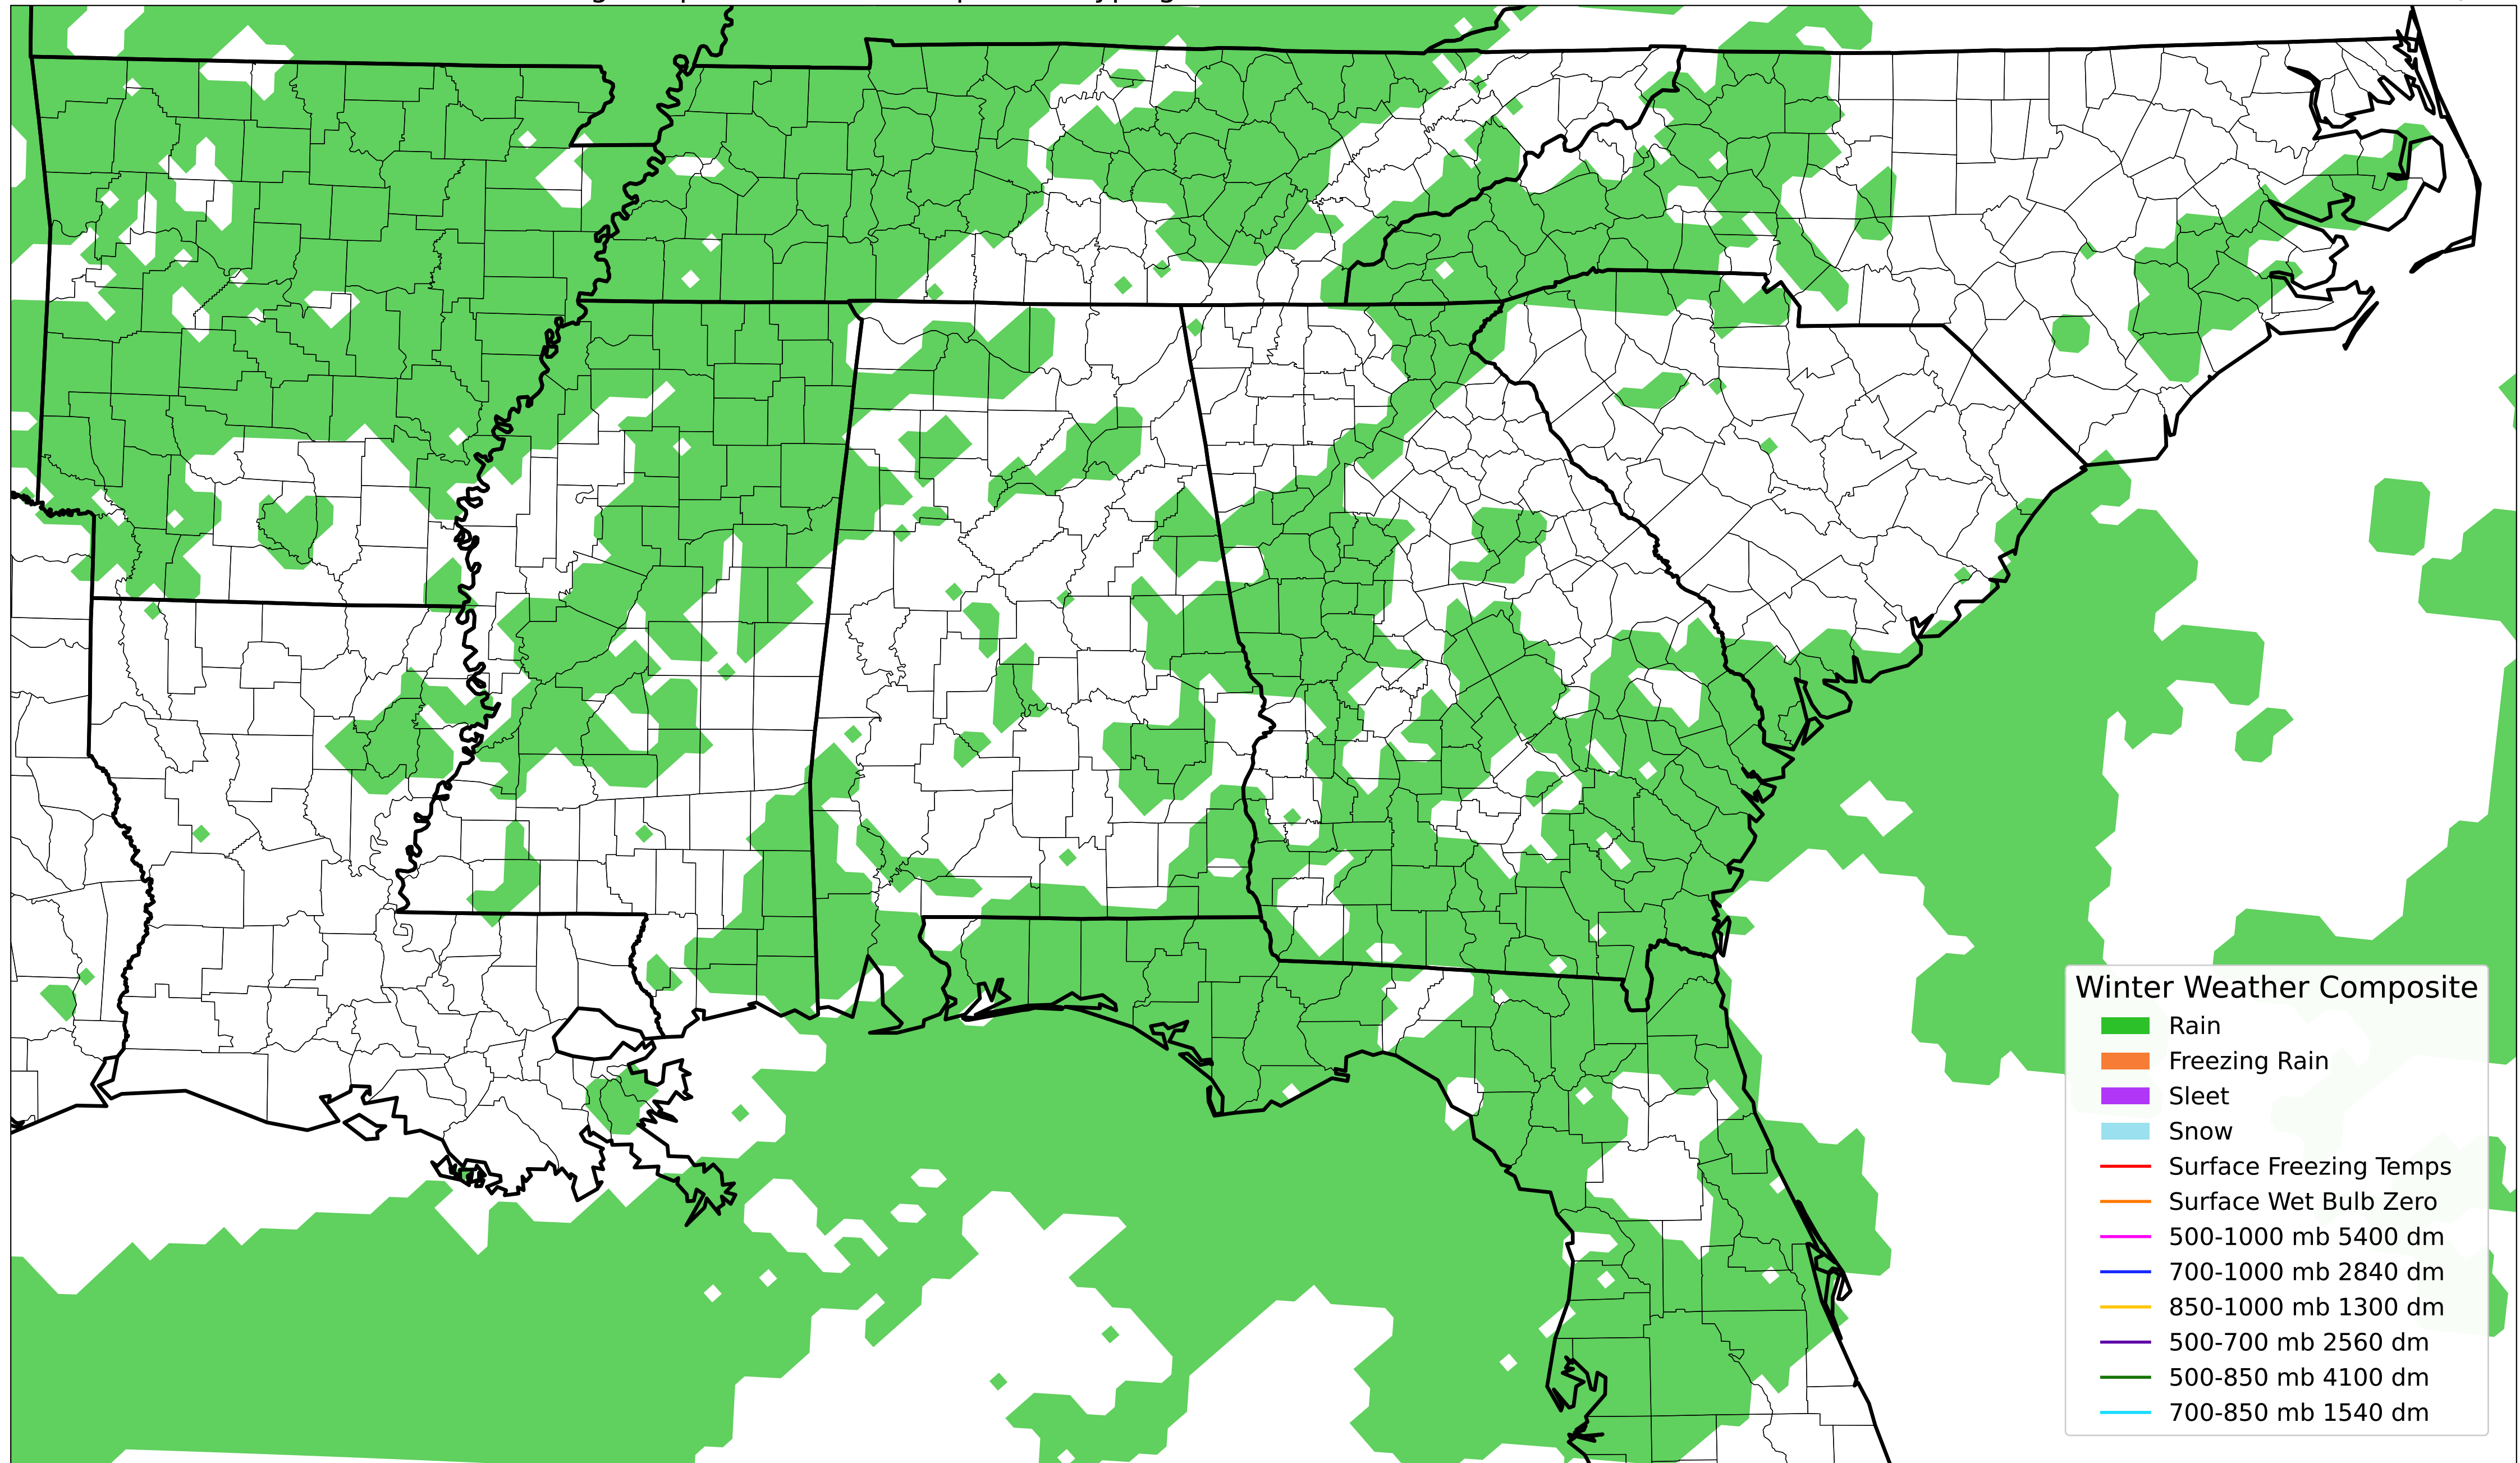 Winter Weather Composite
Rain
Freezing Rain
Sleet
Snow
Surface Freezing Temps
Surface Wet Bulb Zero
500-1000 mb 5400 dm
700-1000 mb 2840 dm
850-1000 mb 1300 dm
500-700 mb 2560 dm
500-850 mb 4100 dm
700-850 mb 1540 dm